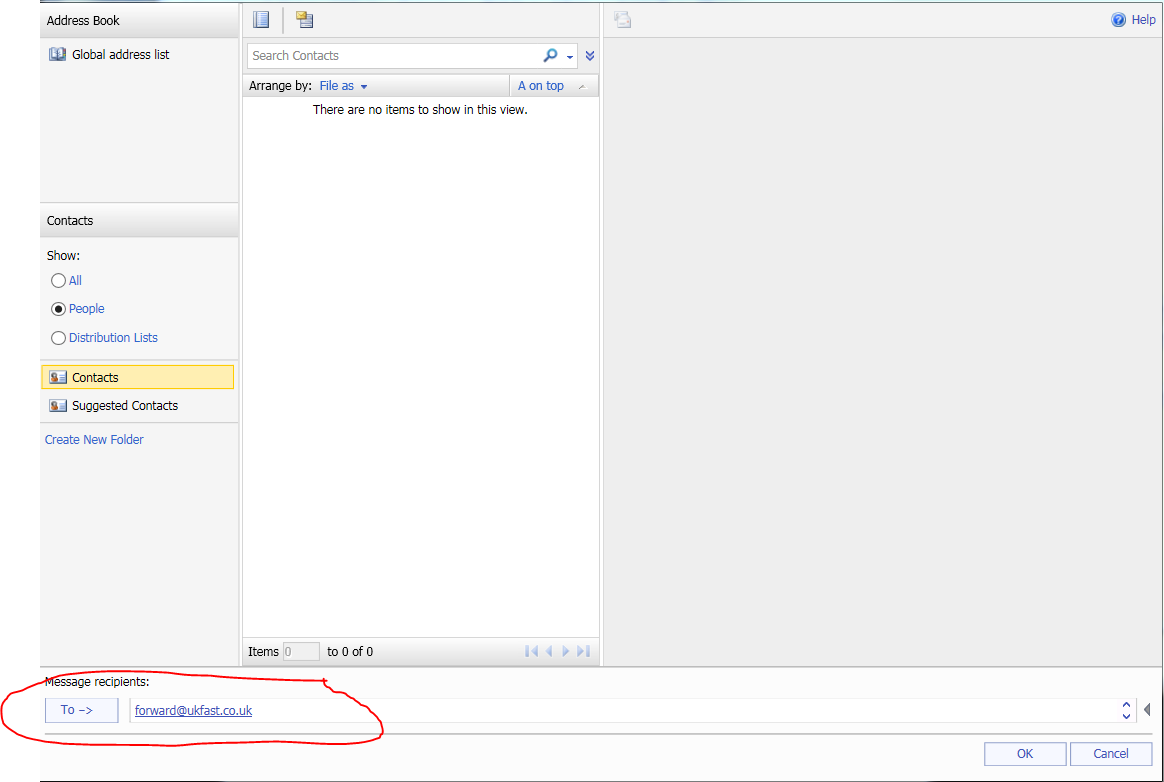 Address Book
Help
Global address list
Search Contacts
Arrange by: File as
A on top
There are no items to show in this view.
Contacts
Show:
All
People
Distribution Lists
Contacts
Suggested Contacts
Create New Folder
Items 0 to 0 of 0
Message recipients:
To -> forward@ukfast.co.uk
OK Cancel